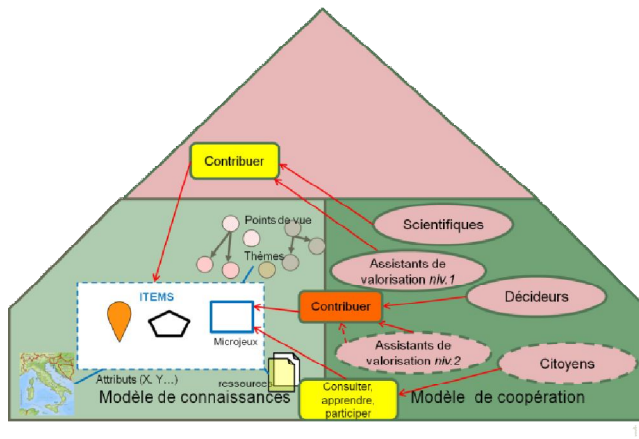 Contribuer
Scientifiques
Points de vue
Thèmes
Assistants de
valorisation niv.1
ITEMS
Contribuer
Décideurs
Microjeux
Assistants de
valorisation niv.2
Citoyens
Attributs (X, Y...)
ressources
Consulter,
apprendre,
participer
Modèle de connaissances
Modèle de coopération
1